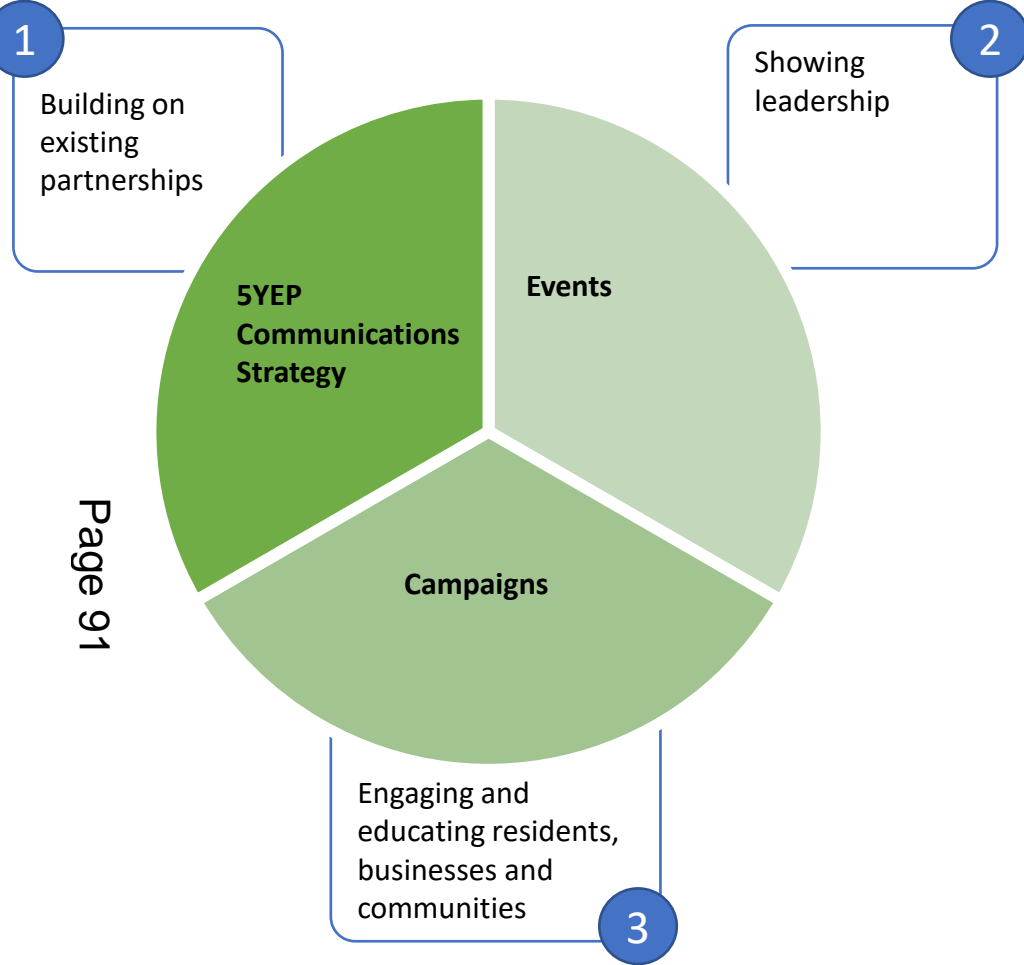 1
Building on
existing
partnerships
2
Showing
leadership
5YEP
Communications
Strategy
Events
Campaigns
Page 91
Engaging and
educating residents,
businesses and
communities
3